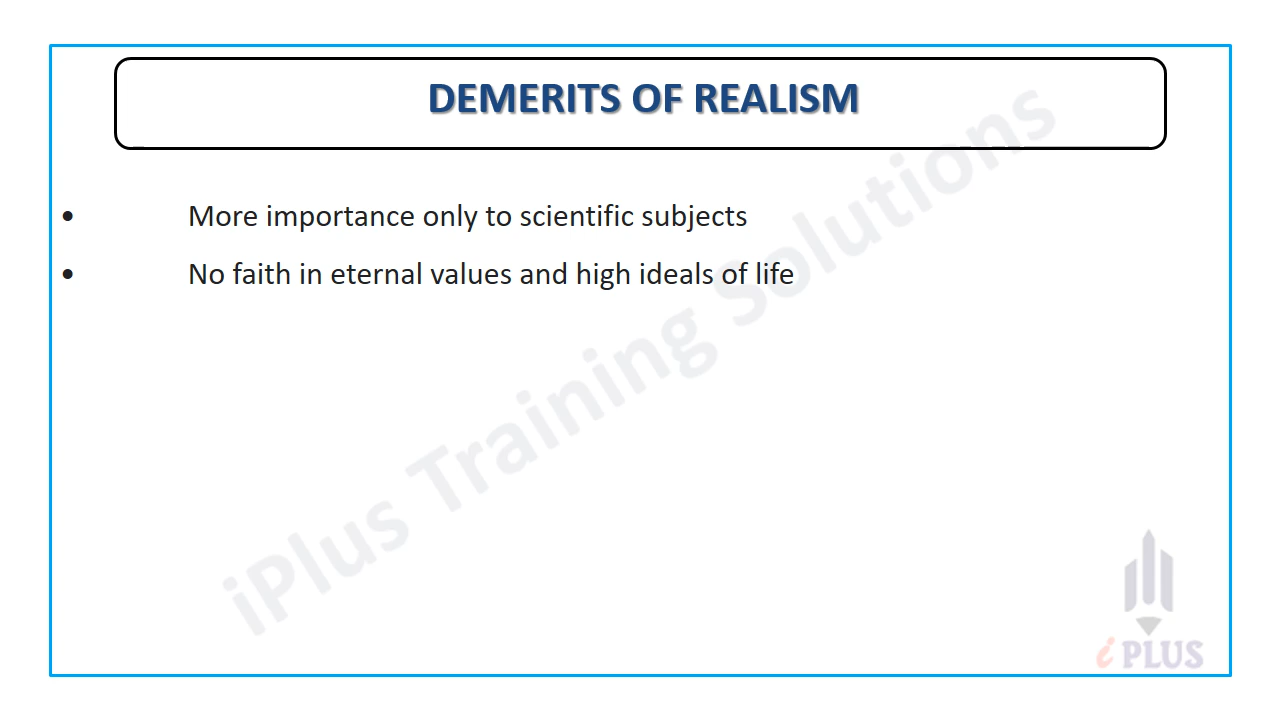 DEMERITS OF REALISM
• More importance only to scientific subjects
• No faith in eternal values and high ideals of life
iPlus Training Solutions
i PLUS